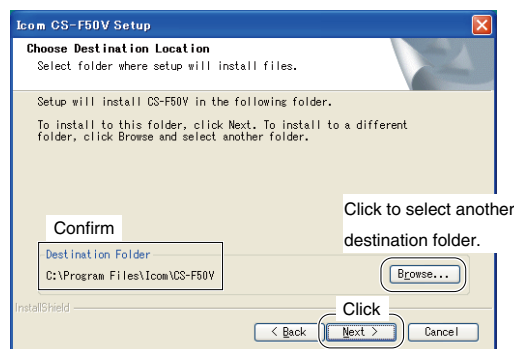 Icom CS-F50V Setup
Choose Destination Location
Select folder where setup will install files.
Setup will install CS-F50V in the following folder.
To install to this folder, click Next. To install to a different
folder, click Browse and select another folder.
Click to select another
destination folder.
Confirm
Destination Folder
C:\Program Files\Icom\CS-F50V
Browse...
InstallShield
Click
< Back
Next >
Cancel